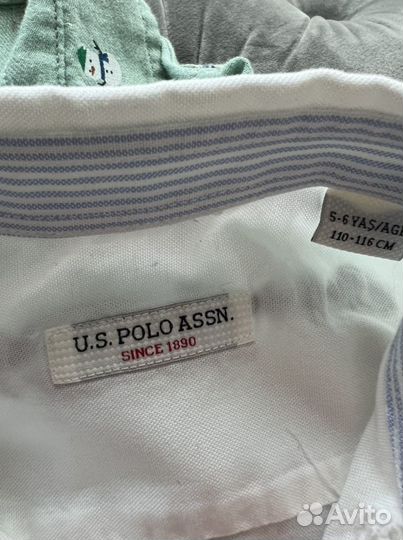 5-6 YAŞ/AGE
110-116 CM
U.S. POLO ASSN.
SINCE 1890
Avito